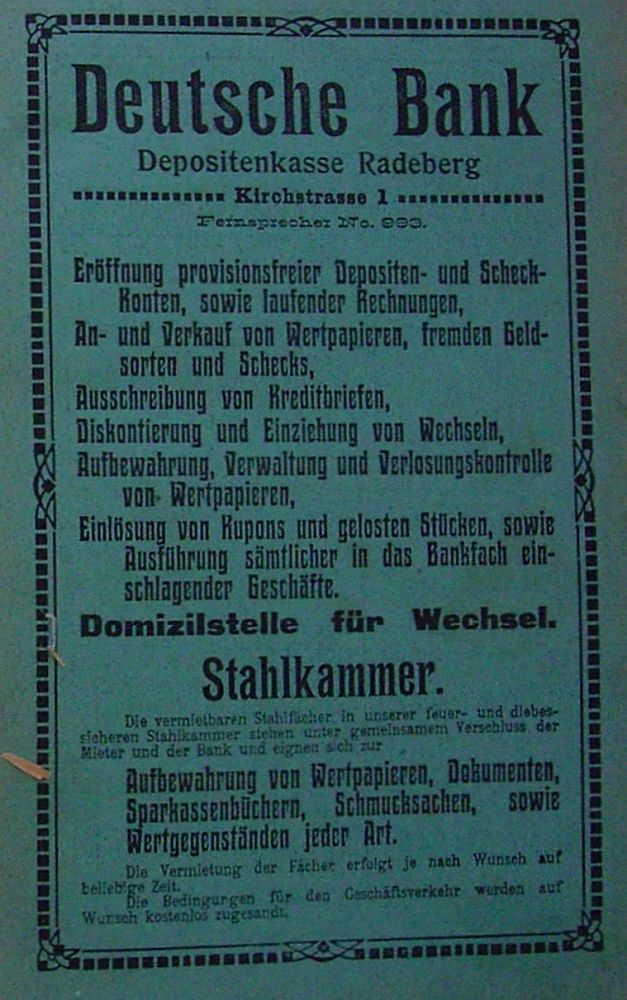 Deutsche Bank
Depositenkasse Radeberg
Kirchstrasse 1
Fernsprecher No. 993.
Eröffnung provisionsfreier Depositen- und Scheck-
Konten, sowie laufender Rechnungen,
An- und Verkauf von Wertpapieren, fremden Geld-
sorten und Schecks,
Ausschreibung von Kreditbriefen,
Diskontierung und Einziehung von Wechseln,
Aufbewahrung, Verwaltung und Verlosungskontrolle
von Wertpapieren,
Einlösung von Kupons und gelosten Stücken, sowie
Ausführung sämtlicher in das Bankfach ein-
schlagender Geschäfte.
Domizilstelle für Wechsel.
Stahlkammer.
Die vermietbaren Stahlfächer in unserer feuer- und diebes-
sicheren Stahlkammer stehen unter gemeinsamem Verschluss der
Mieter und der Bank und eignen sich zur
Aufbewahrung von Wertpapieren, Dokumenten,
Sparkassenbüchern, Schmucksachen, sowie
Wertgegenständen jeder Art.
Die Vermietung der Fächer erfolgt je nach Wunsch auf
beliebige Zeit.
Die Bedingungen für den Geschäftsverkehr werden auf
Wunsch kostenlos zugesandt.